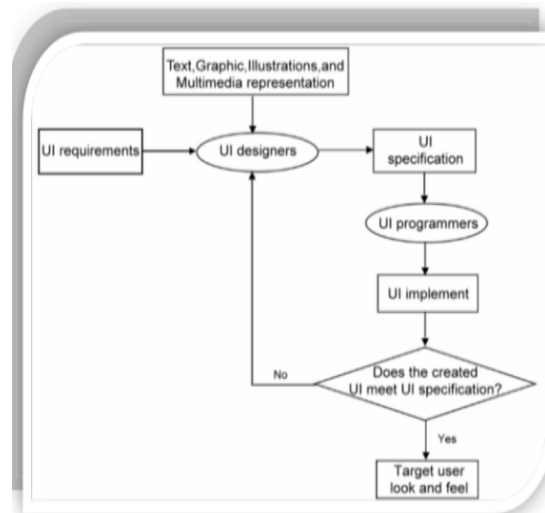 Text,Graphic,Illustrations,and
Multimedia representation
UI requirements
UI designers
UI
specification
UI programmers
UI implement
Does the created
UI meet UI specification?
No
Yes
Target user
look and feel